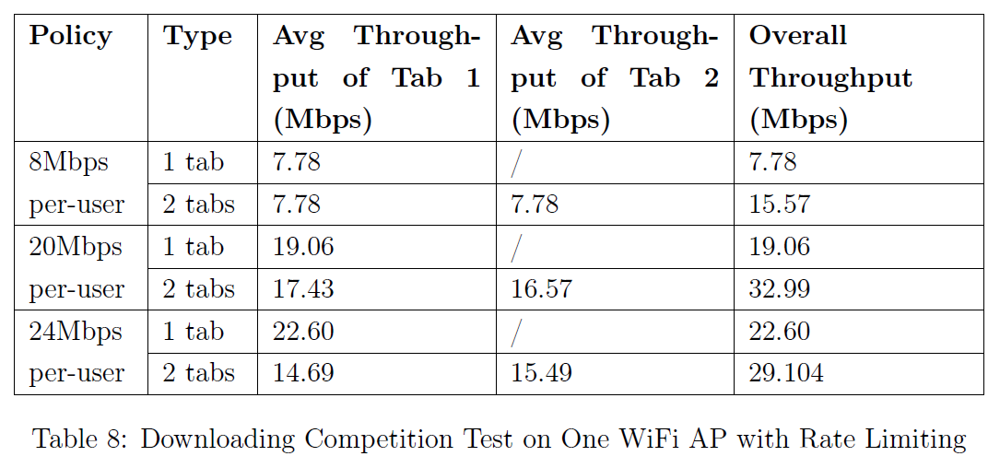 Policy Type Avg Through- Avg Through- Overall
put of Tab 1 put of Tab 2 Throughput
(Mbps) (Mbps) (Mbps)
8Mbps 1 tab 7.78 / 7.78
per-user 2 tabs 7.78 7.78 15.57
20Mbps 1 tab 19.06 / 19.06
per-user 2 tabs 17.43 16.57 32.99
24Mbps 1 tab 22.60 / 22.60
per-user 2 tabs 14.69 15.49 29.104
Table 8: Downloading Competition Test on One WiFi AP with Rate Limiting